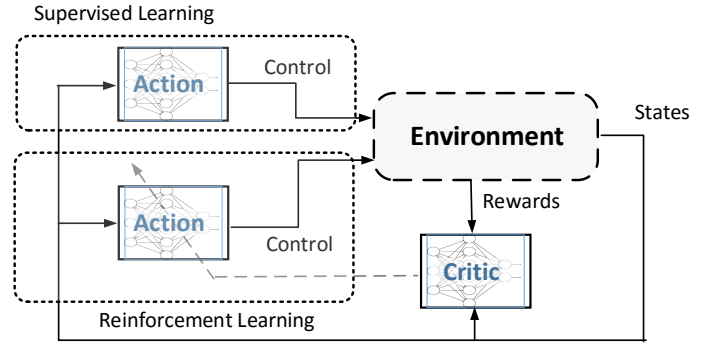 Supervised Learning
Action
Control
Environment
States
Action
Control
Rewards
Critic
Reinforcement Learning